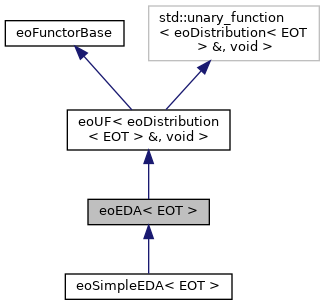 eoFunctorBase
std::unary_function
< eoDistribution< EOT
> &, void >
eoUF< eoDistribution
< EOT > &, void >
eoEDA< EOT >
eoSimpleEDA< EOT >